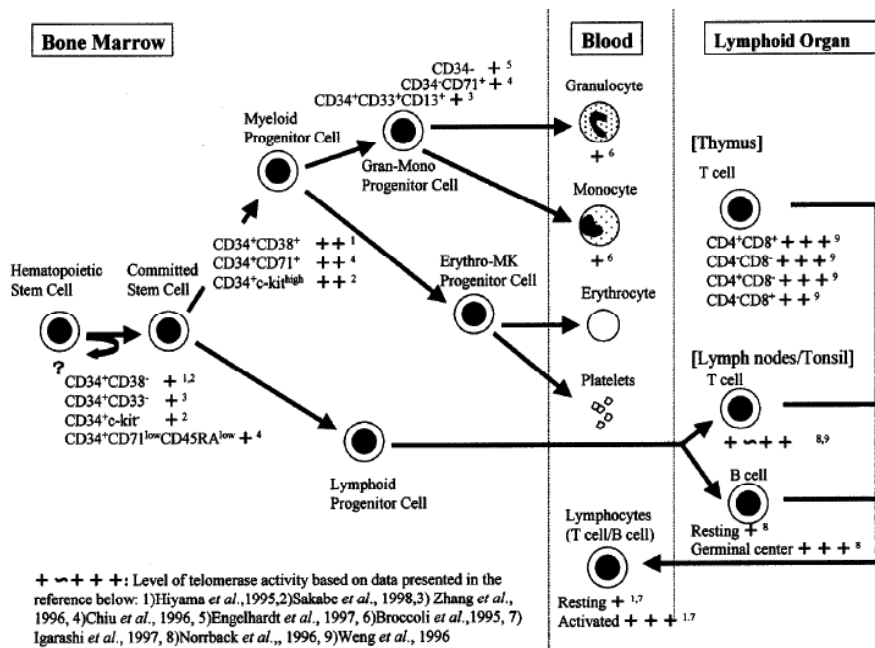 Bone Marrow
Blood
Lymphoid Organ
CD34- + ⁵
CD34⁻CD71⁺ + ⁴
CD34⁺CD33⁺CD13⁺ + ³
Myeloid
Progenitor Cell
Gran-Mono
Progenitor Cell
Granulocyte
+ ⁶
Monocyte
+ ⁶
[Thymus]
T cell
CD4⁺CD8⁺ + + + ⁹
CD4⁻CD8⁻ + + + ⁹
CD4⁺CD8⁻ + + + ⁹
CD4⁻CD8⁺ + + ⁹
CD34⁺CD38⁺ + + ¹
CD34⁺CD71⁺ + + ⁴
CD34⁺c-kitʰⁱᵍʰ + + ²
Hematopoietic
Stem Cell
Committed
Stem Cell
Erythro-MK
Progenitor Cell
Erythrocyte
Platelets
?
CD34⁺CD38⁻ + ¹,²
CD34⁺CD33⁻ + ³
CD34⁺c-kit⁻ + ²
CD34⁺CD71ˡᵒʷCD45RAˡᵒʷ + ⁴
[Lymph nodes/Tonsil]
T cell
+ ~ + + ⁸,⁹
B cell
Resting + ⁸
Germinal center + + + ⁸
Lymphoid
Progenitor Cell
Lymphocytes
(T cell/B cell)
Resting + ¹,⁷
Activated + + + ¹.⁷
+ ~ + + +: Level of telomerase activity based on data presented in the
reference below: 1)Hiyama et al.,1995,2)Sakabe et al., 1998,3) Zhang et al.,
1996, 4)Chiu et al., 1996, 5)Engelhardt et al., 1997, 6)Broccoli et al.,1995, 7)
Igarashi et al., 1997, 8)Norrback et al.,, 1996, 9)Weng et al., 1996